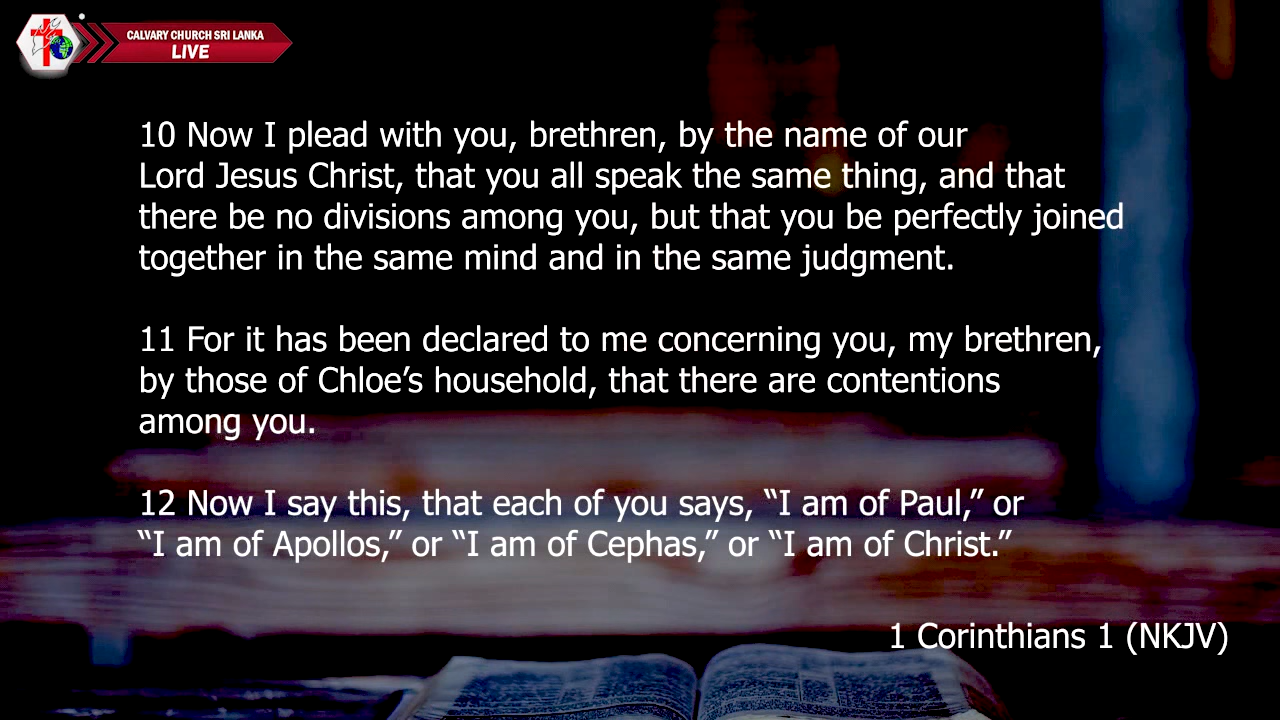 CALVARY CHURCH SRI LANKA
LIVE
10 Now I plead with you, brethren, by the name of our
Lord Jesus Christ, that you all speak the same thing, and that
there be no divisions among you, but that you be perfectly joined
together in the same mind and in the same judgment.
11 For it has been declared to me concerning you, my brethren,
by those of Chloe’s household, that there are contentions
among you.
12 Now I say this, that each of you says, “I am of Paul,” or
“I am of Apollos,” or “I am of Cephas,” or “I am of Christ.”
1 Corinthians 1 (NKJV)